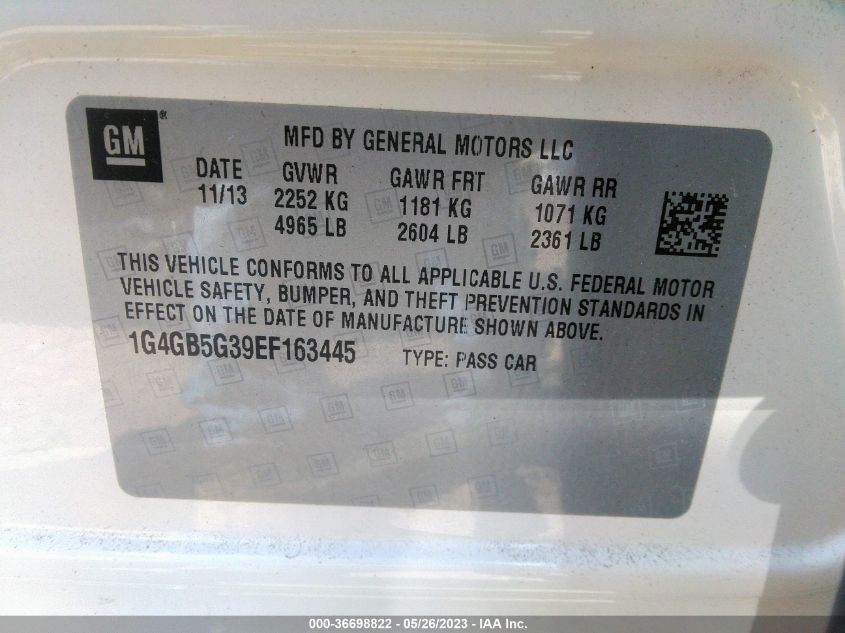 GM®
MFD BY GENERAL MOTORS LLC
DATE GVWR GAWR FRT GAWR RR
11/13 2252 KG 1181 KG 1071 KG
4965 LB 2604 LB 2361 LB
THIS VEHICLE CONFORMS TO ALL APPLICABLE U.S. FEDERAL MOTOR
VEHICLE SAFETY, BUMPER, AND THEFT PREVENTION STANDARDS IN
EFFECT ON THE DATE OF MANUFACTURE SHOWN ABOVE.
1G4GB5G39EF163445 TYPE: PASS CAR
000-36698822 - 05/26/2023 - IAA Inc.